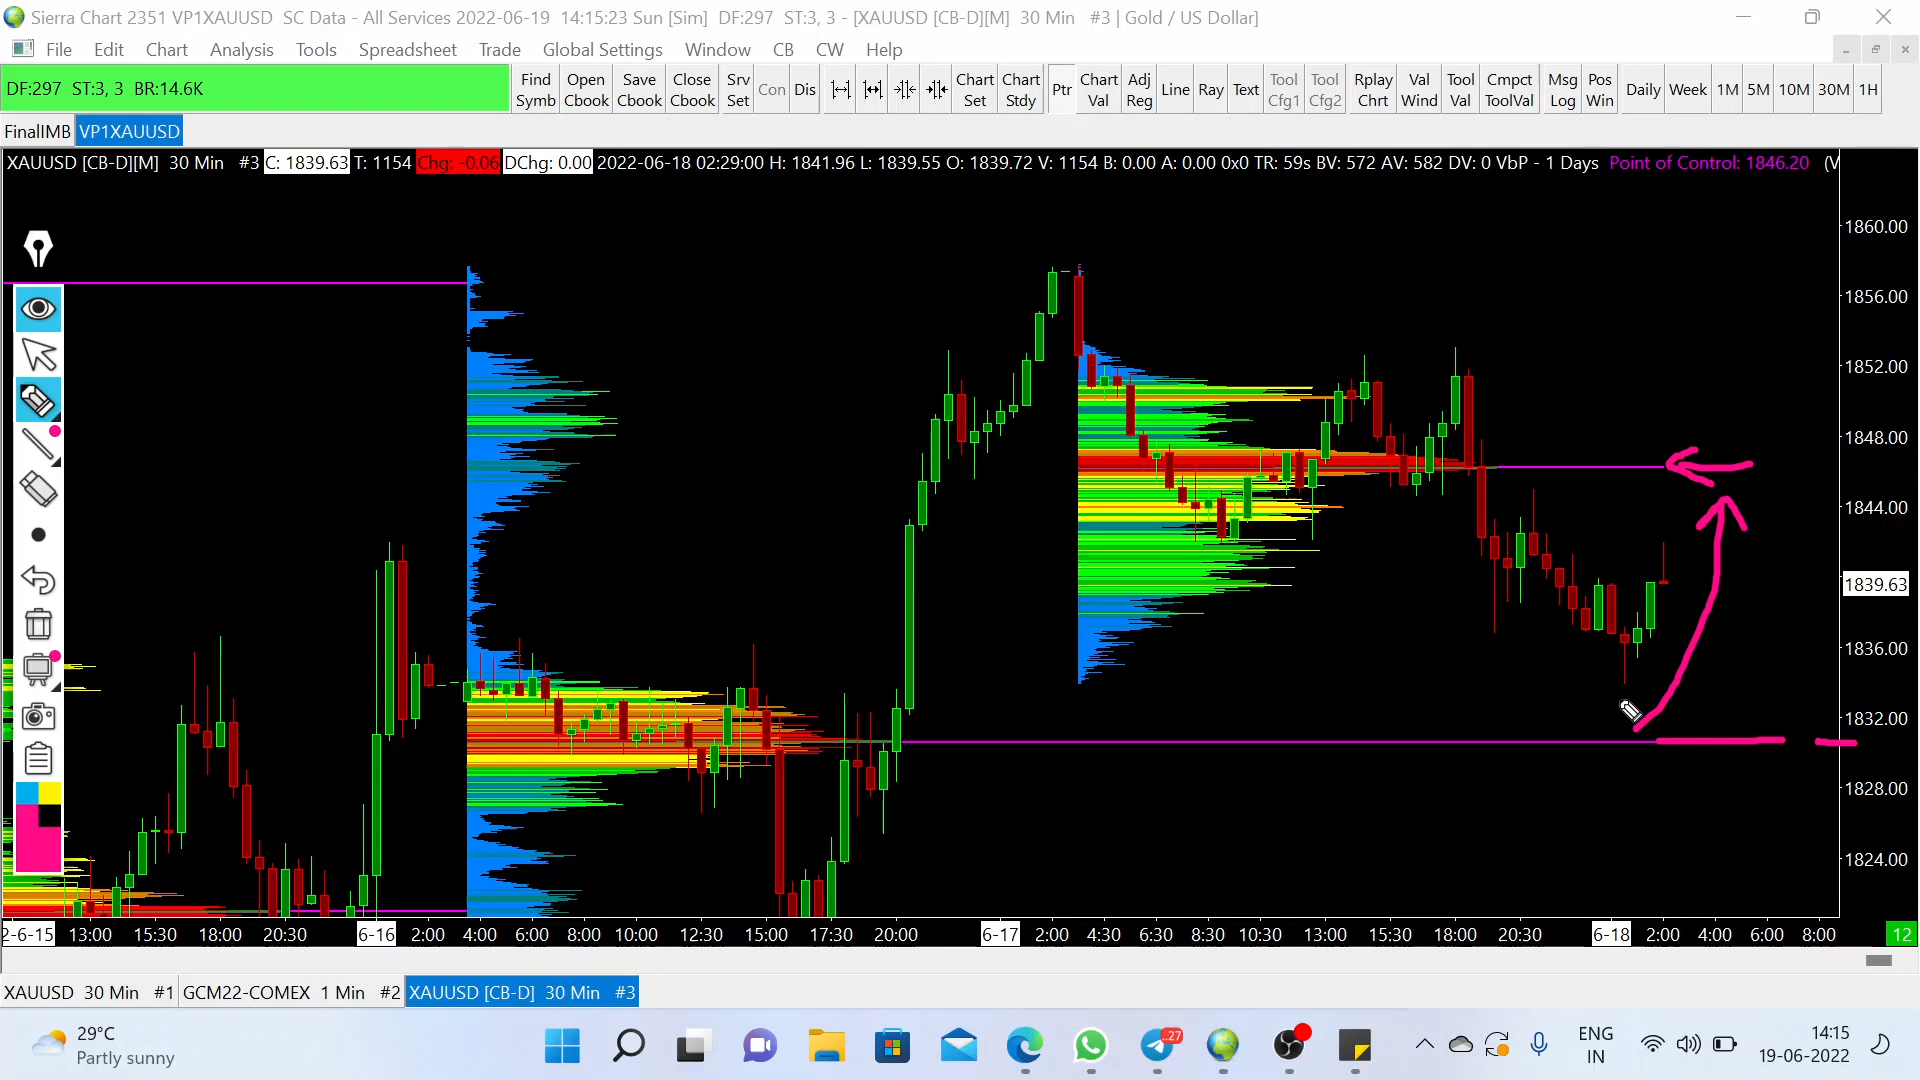 Sierra Chart 2351 VP1XAUUSD  SC Data - All Services 2022-06-19  14:15:23 Sun [Sim]  DF:297  ST:3, 3 - [XAUUSD [CB-D][M]  30 Min   #3 | Gold / US Dollar]
File Edit Chart Analysis Tools Spreadsheet Trade Global Settings Window CB CW Help
DF:297  ST:3, 3  BR:14.6K
Find Symb Open Cbook Save Cbook Close Cbook Srv Set Con Dis Chart Set Chart Stdy Ptr Chart Val Adj Reg Line Ray Text Tool Cfg1 Tool Cfg2 Rplay Chrt Val Wind Tool Val Cmpct ToolVal Msg Log Pos Win Daily Week 1M 5M 10M 30M 1H
FinalIMB VP1XAUUSD
XAUUSD [CB-D][M]  30 Min   #3 C: 1839.63 T: 1154 Chg: -0.06 DChg: 0.00 2022-06-18 02:29:00 H: 1841.96 L: 1839.55 O: 1839.72 V: 1154 B: 0.00 A: 0.00 0x0 TR: 59s BV: 572 AV: 582 DV: 0 VbP - 1 Days  Point of Control: 1846.20   (V
1860.00
1856.00
1852.00
1848.00
1844.00
1839.63
1836.00
1832.00
1828.00
1824.00
2-6-15 13:00 15:30 18:00 20:30 6-16 2:00 4:00 6:00 8:00 10:00 12:30 15:00 17:30 20:00 6-17 2:00 4:30 6:30 8:30 10:30 13:00 15:30 18:00 20:30 6-18 2:00 4:00 6:00 8:00 12
XAUUSD  30 Min   #1 GCM22-COMEX  1 Min   #2 XAUUSD [CB-D]  30 Min   #3
29°C
Partly sunny
27
ENG
IN
14:15
19-06-2022